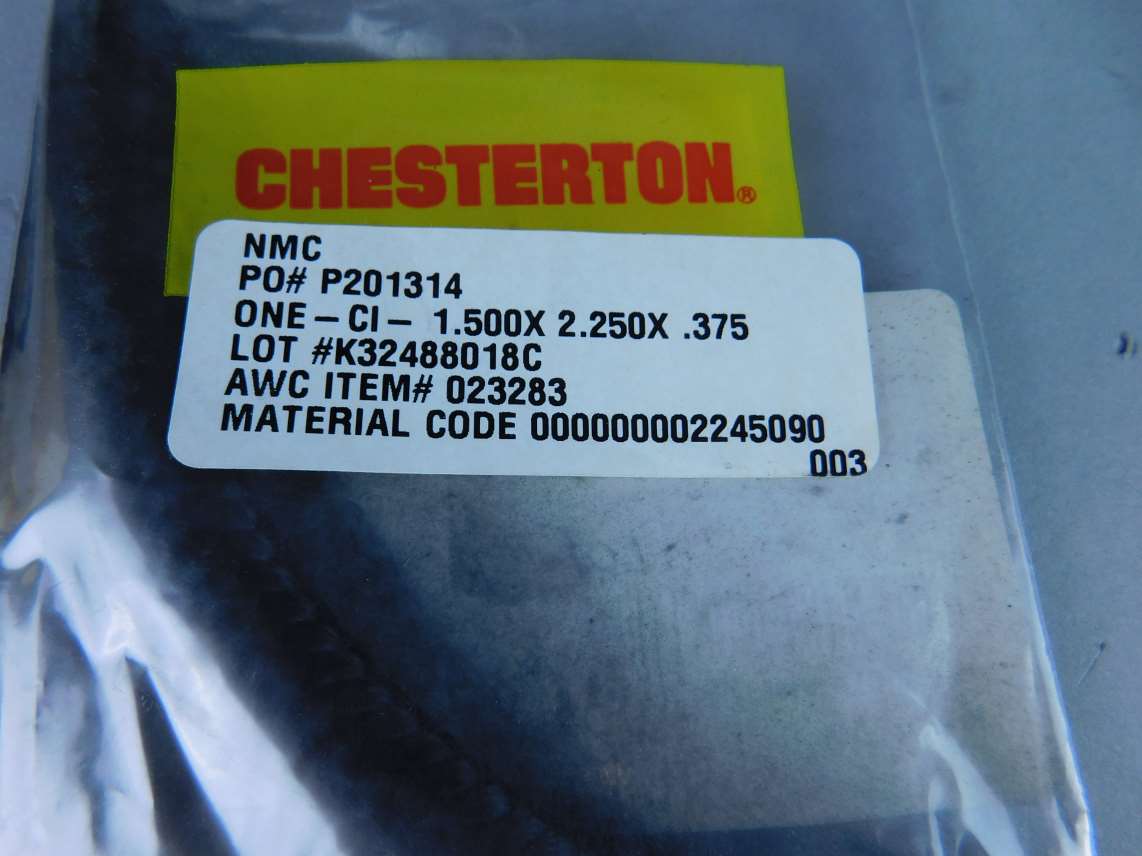 CHESTERTON®
NMC
PO# P201314
ONE-CI- 1.500X 2.250X .375
LOT #K32488018C
AWC ITEM# 023283
MATERIAL CODE 000000002245090
003